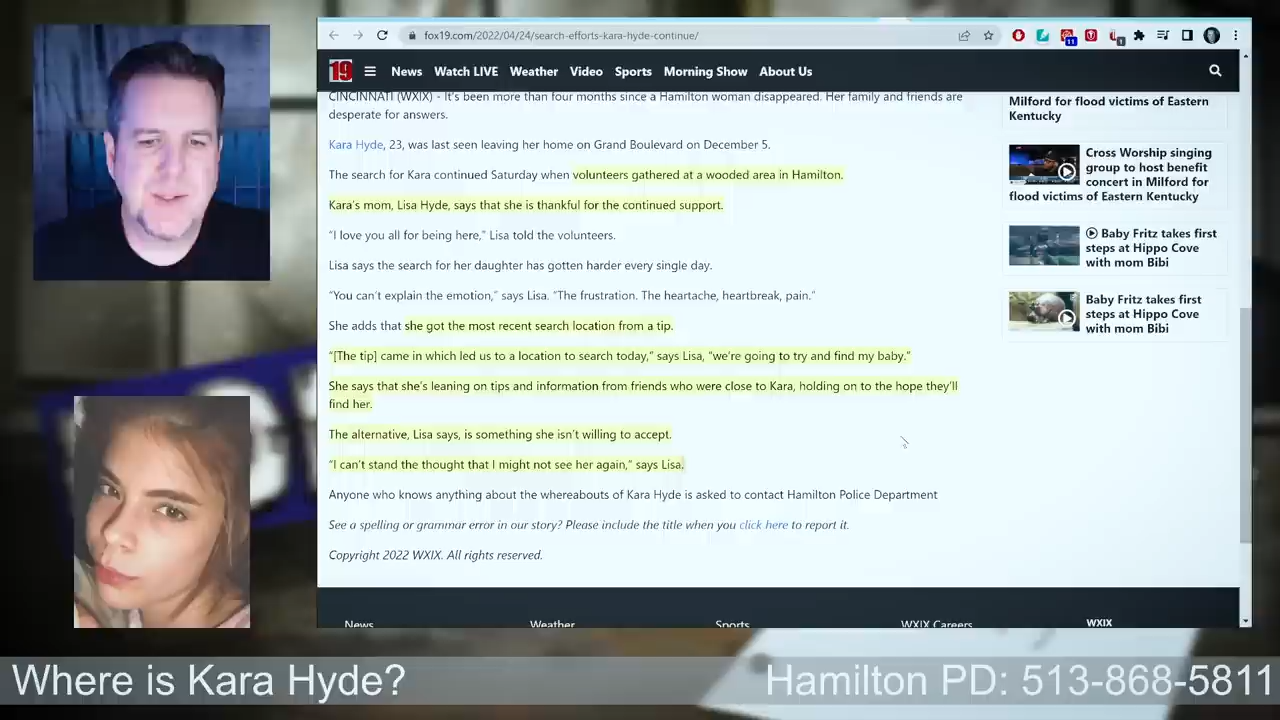 fox19.com/2022/04/24/search-efforts-kara-hyde-continue/
11
1
19
News Watch LIVE Weather Video Sports Morning Show About Us
CINCINNATI (WXIX) - It's been more than four months since a Hamilton woman disappeared. Her family and friends are
desperate for answers.
Kara Hyde, 23, was last seen leaving her home on Grand Boulevard on December 5.
The search for Kara continued Saturday when volunteers gathered at a wooded area in Hamilton.
Kara's mom, Lisa Hyde, says that she is thankful for the continued support.
“I love you all for being here,” Lisa told the volunteers.
Lisa says the search for her daughter has gotten harder every single day.
“You can't explain the emotion,” says Lisa. “The frustration. The heartache, heartbreak, pain.”
She adds that she got the most recent search location from a tip.
“[The tip] came in which led us to a location to search today,” says Lisa, “we're going to try and find my baby.”
She says that she's leaning on tips and information from friends who were close to Kara, holding on to the hope they'll
find her.
The alternative, Lisa says, is something she isn't willing to accept.
“I can't stand the thought that I might not see her again,” says Lisa.
Anyone who knows anything about the whereabouts of Kara Hyde is asked to contact Hamilton Police Department
See a spelling or grammar error in our story? Please include the title when you click here to report it.
Copyright 2022 WXIX. All rights reserved.
Milford for flood victims of Eastern
Kentucky
Cross Worship singing
group to host benefit
concert in Milford for
flood victims of Eastern Kentucky
Baby Fritz takes first
steps at Hippo Cove
with mom Bibi
Baby Fritz takes first
steps at Hippo Cove
with mom Bibi
News Weather Sports WXIX Careers WXIX
Where is Kara Hyde? Hamilton PD: 513-868-5811